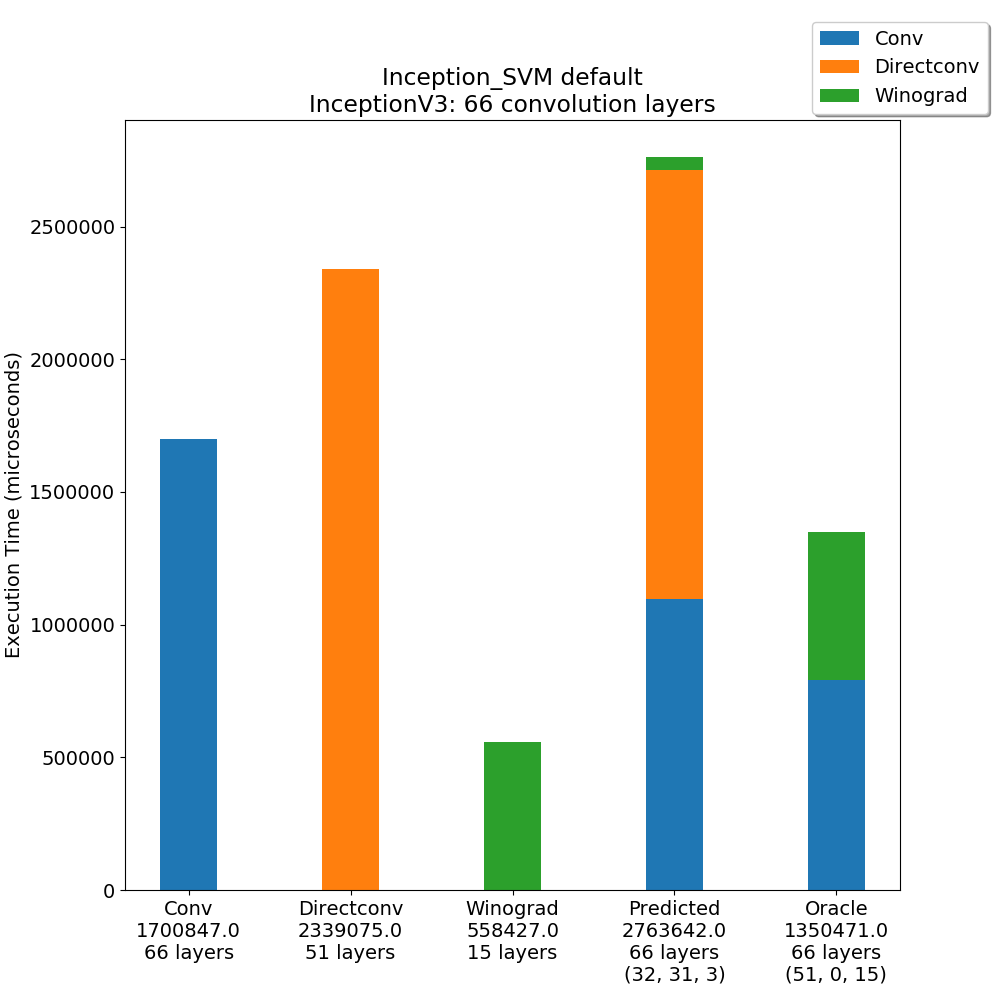 Conv
Directconv
Winograd
Inception_SVM default
InceptionV3: 66 convolution layers
Execution Time (microseconds)
2500000
2000000
1500000
1000000
500000
0
Conv
1700847.0
66 layers
Directconv
2339075.0
51 layers
Winograd
558427.0
15 layers
Predicted
2763642.0
66 layers
(32, 31, 3)
Oracle
1350471.0
66 layers
(51, 0, 15)